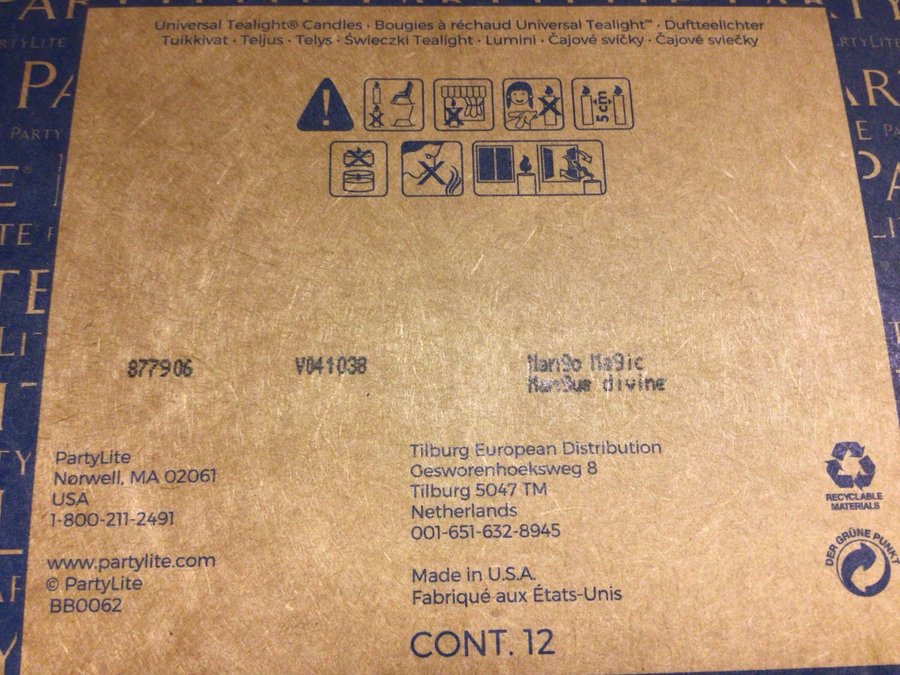 Universal Tealight® Candles · Bougies à réchaud Universal Tealight™ · Duftteelichter
Tuikkivat · Teljus · Telys · Świeczki Tealight · Lumini · Čajové svíčky · Čajové sviečky
5 cm
877906 V041038 Mango Magic
Mangue divine
PartyLite
Norwell, MA 02061
USA
1-800-211-2491
www.partylite.com
© PartyLite
BB0062
Tilburg European Distribution
Gesworenhoeksweg 8
Tilburg 5047 TM
Netherlands
001-651-632-8945
Made in U.S.A.
Fabriqué aux États-Unis
CONT. 12
RECYCLABLE
MATERIALS
DER GRÜNE PUNKT